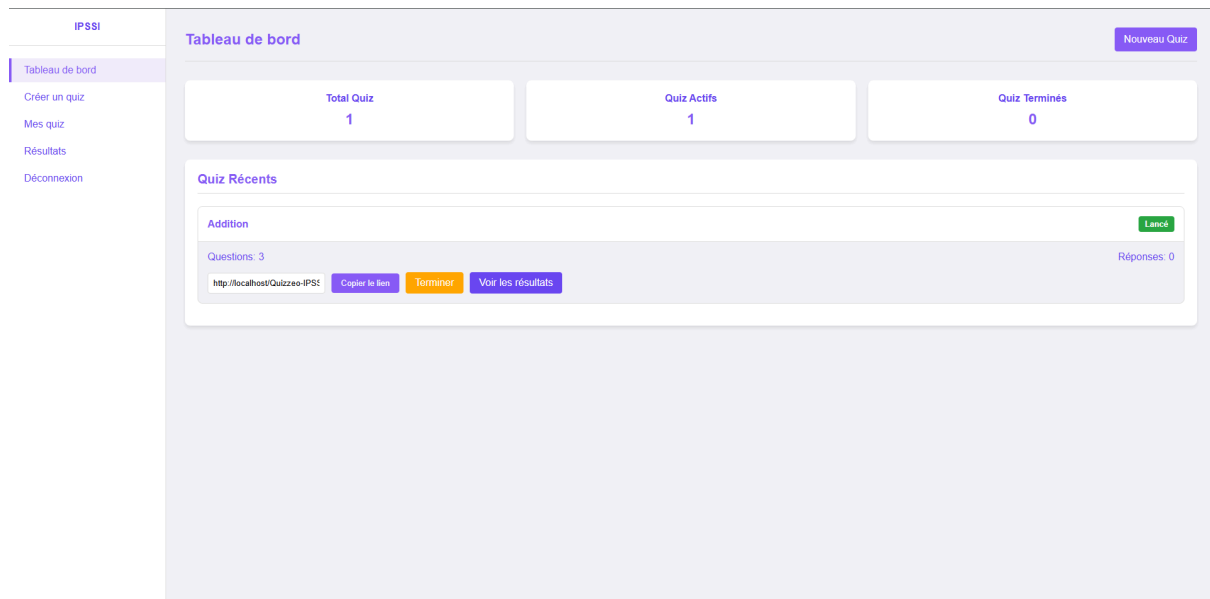 IPSSI
Tableau de bord
Créer un quiz
Mes quiz
Résultats
Déconnexion
Tableau de bord
Nouveau Quiz
Total Quiz
1
Quiz Actifs
1
Quiz Terminés
0
Quiz Récents
Addition
Lancé
Questions: 3
Réponses: 0
http://localhost/Quizzeo-IPSS
Copier le lien
Terminer
Voir les résultats